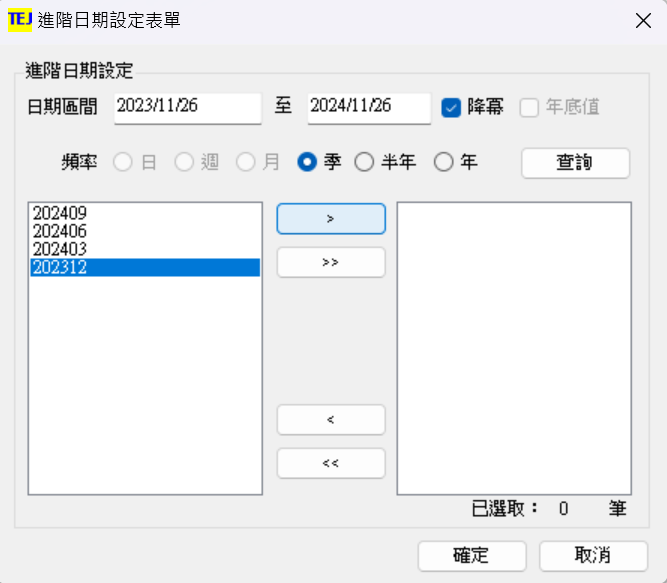 TEJ 進階日期設定表單
進階日期設定
日期區間 2023/11/26 至 2024/11/26 降冪 年底值
頻率 日 週 月 季 半年 年 查詢
202409
202406
202403
202312
>
>>
<
<<
已選取： 0 筆
確定 取消